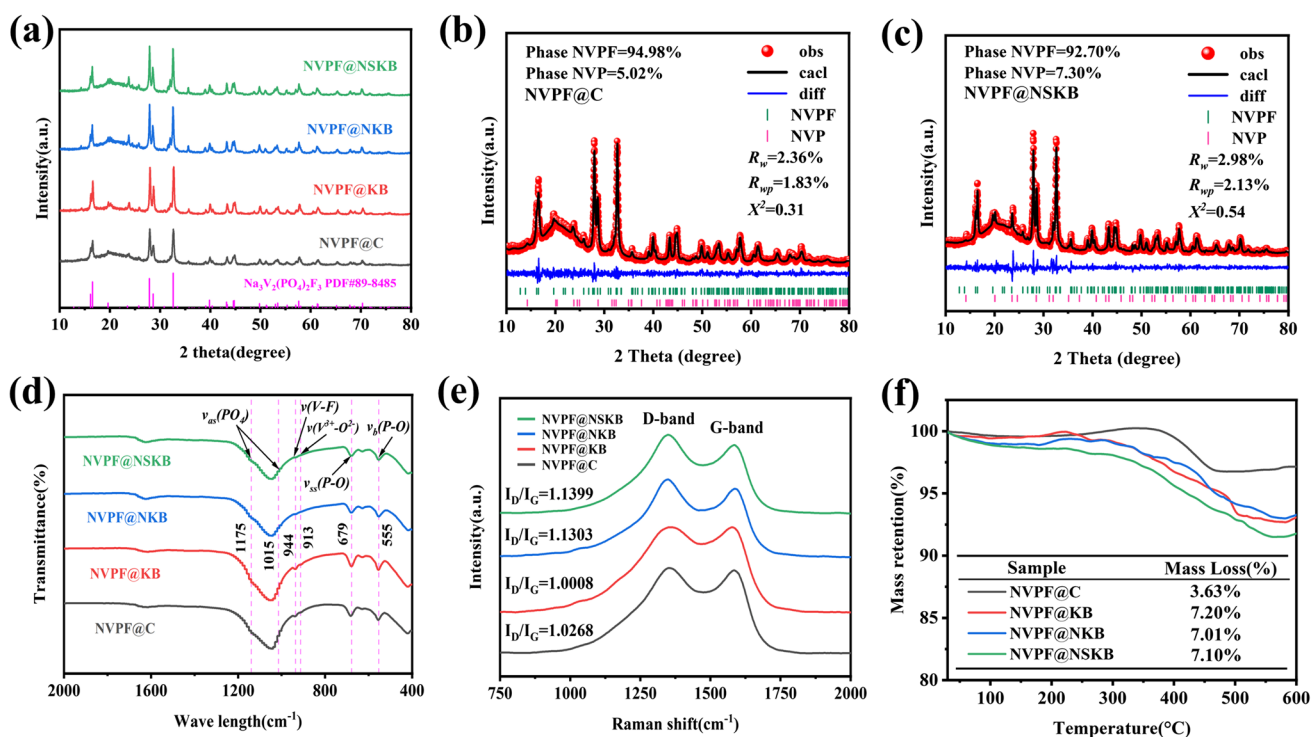 (a)
NVPF@NSKB
NVPF@NKB
NVPF@KB
NVPF@C
Na3V2(PO4)2F3 PDF#89-8485
Intensify(a.u.)
10 20 30 40 50 60 70 80
2 theta(degree)
(b)
Phase NVPF=94.98%
Phase NVP=5.02%
NVPF@C
obs
cacl
diff
NVPF
NVP
Rw=2.36%
Rwp=1.83%
X²=0.31
Intensity(a.u.)
10 20 30 40 50 60 70 80
2 Theta (degree)
(c)
Phase NVPF=92.70%
Phase NVP=7.30%
NVPF@NSKB
obs
cacl
diff
NVPF
NVP
Rw=2.98%
Rwp=2.13%
X²=0.54
Intensity(a.u.)
10 20 30 40 50 60 70 80
2 Theta (degree)
(d)
vas(PO4)
v(V-F)
v(V3+-O2-)
vb(P-O)
vss(P-O)
NVPF@NSKB
NVPF@NKB
NVPF@KB
NVPF@C
1175
1015
944
913
679
555
Transmittance(%)
2000 1600 1200 800 400
Wave length(cm-1)
(e)
NVPF@NSKB
NVPF@NKB
NVPF@KB
NVPF@C
D-band
G-band
ID/IG=1.1399
ID/IG=1.1303
ID/IG=1.0008
ID/IG=1.0268
Intensity(a.u.)
750 1000 1250 1500 1750 2000
Raman shift(cm-1)
(f)
100
95
90
85
80
Mass retention(%)
Sample Mass Loss(%)
NVPF@C 3.63%
NVPF@KB 7.20%
NVPF@NKB 7.01%
NVPF@NSKB 7.10%
100 200 300 400 500 600
Temperature(°C)